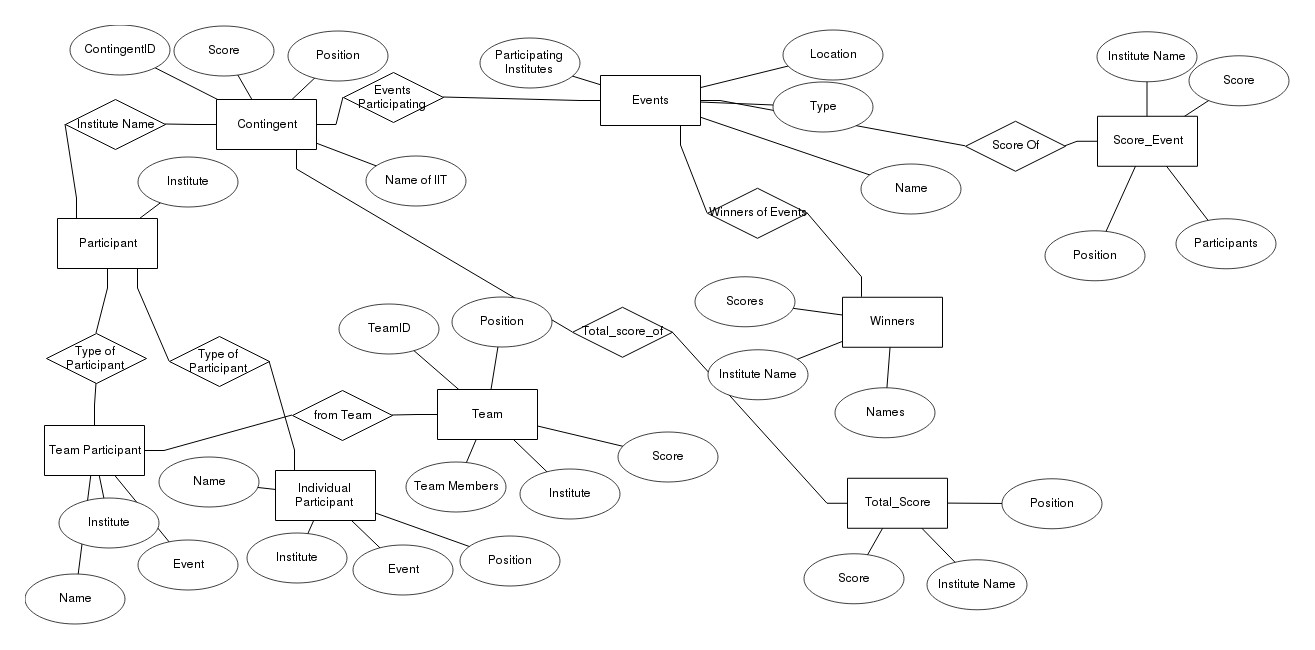 ContingentID
Score
Position
Participating
Institutes
Location
Institute Name
Score
Events
Participating
Events
Type
Institute Name
Contingent
Score Of
Score_Event
Institute
Name of IIT
Name
Winners of Events
Participant
Position
Participants
TeamID
Position
Total_score_of
Scores
Winners
Type of
Participant
Type of
Participant
Institute Name
Names
from Team
Team
Team Participant
Score
Name
Individual
Participant
Team Members
Institute
Total_Score
Position
Institute
Event
Institute
Event
Position
Score
Institute Name
Name